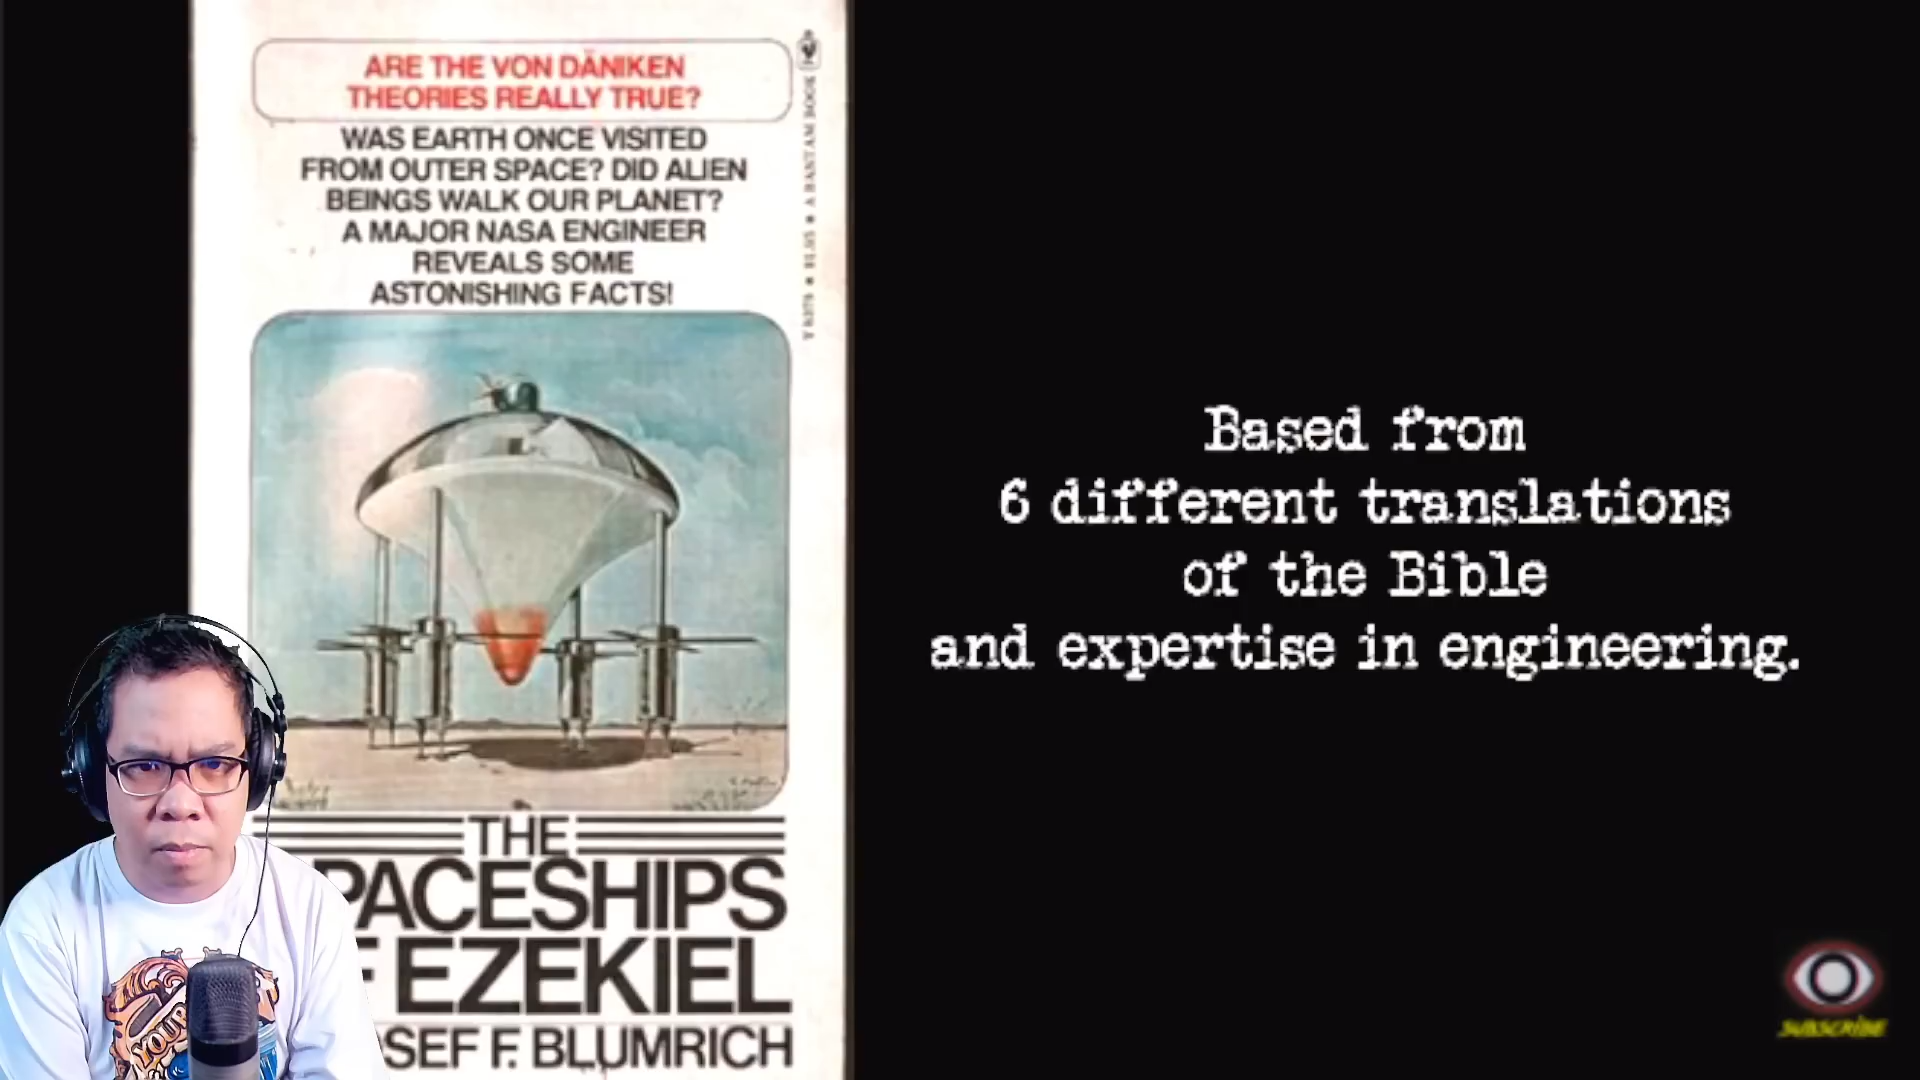 ARE THE VON DÄNIKEN
THEORIES REALLY TRUE?
WAS EARTH ONCE VISITED
FROM OUTER SPACE? DID ALIEN
BEINGS WALK OUR PLANET?
A MAJOR NASA ENGINEER
REVEALS SOME
ASTONISHING FACTS!
A BANTAM BOOK
THE
PACESHIPS
F EZEKIEL
SEF F. BLUMRICH
Based from
6 different translations
of the Bible
and expertise in engineering.
YOUR
SUBSCRIBE